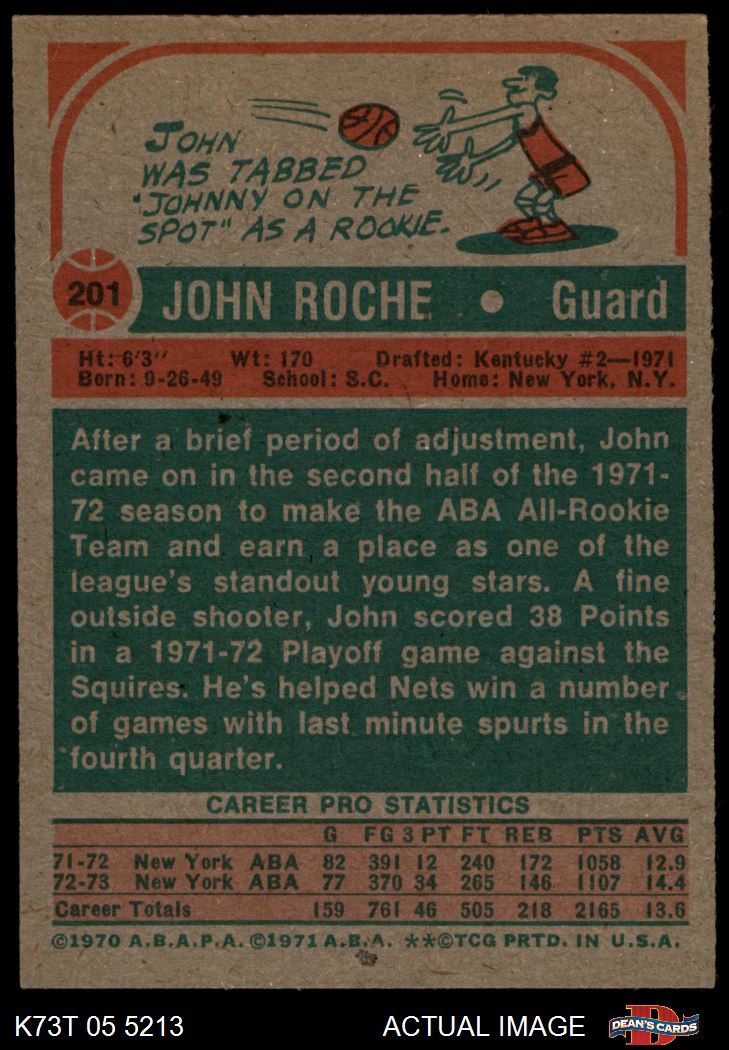 JOHN
WAS TABBED
"JOHNNY ON THE
SPOT" AS A ROOKIE.
201 JOHN ROCHE • Guard
Ht: 6'3" Wt: 170 Drafted: Kentucky #2—1971
Born: 9-26-49 School: S.C. Home: New York, N.Y.
After a brief period of adjustment, John
came on in the second half of the 1971-
72 season to make the ABA All-Rookie
Team and earn a place as one of the
league's standout young stars. A fine
outside shooter, John scored 38 Points
in a 1971-72 Playoff game against the
Squires. He's helped Nets win a number
of games with last minute spurts in the
fourth quarter.
CAREER PRO STATISTICS
G FG 3 PT FT REB PTS AVG
71-72 New York ABA 82 391 12 240 172 1058 12.9
72-73 New York ABA 77 370 34 265 146 1107 14.4
Career Totals 159 761 46 505 218 2165 13.6
©1970 A.B.A.P.A. ©1971 A.B.A. **©TCG PRTD. IN U.S.A.
K73T 05 5213 ACTUAL IMAGE DEAN'S CARDS